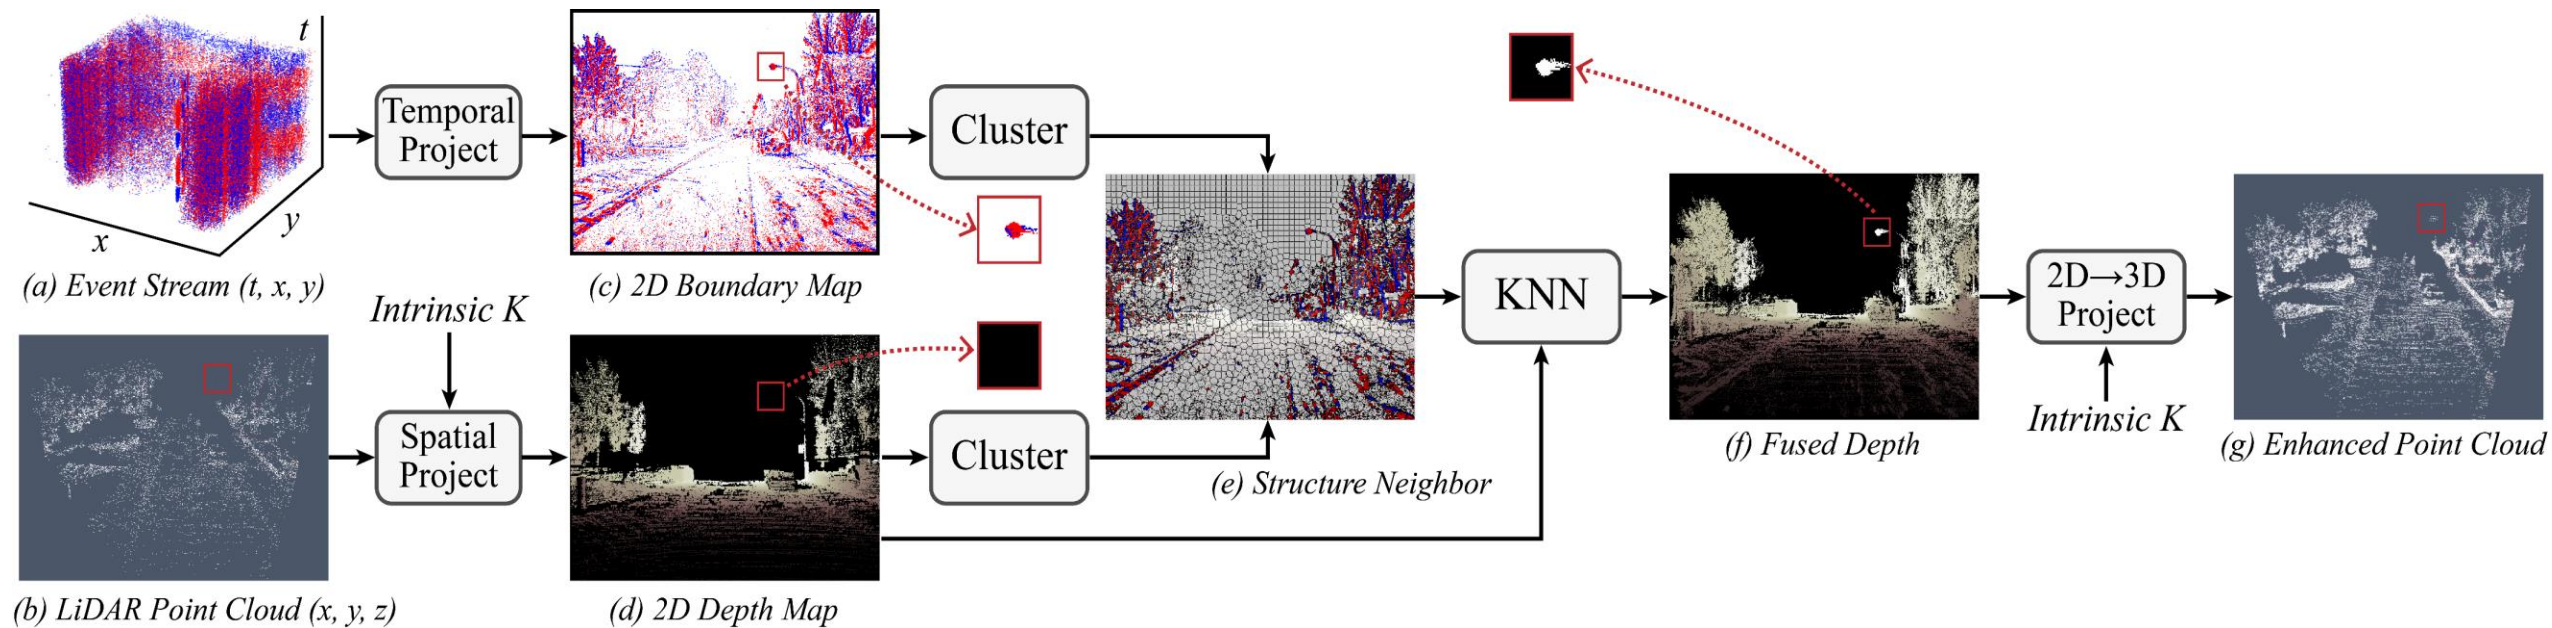 t
x
y
(a) Event Stream (t, x, y)
Temporal
Project
(c) 2D Boundary Map
Cluster
(b) LiDAR Point Cloud (x, y, z)
Intrinsic K
Spatial
Project
(d) 2D Depth Map
Cluster
(e) Structure Neighbor
KNN
(f) Fused Depth
2D→3D
Project
Intrinsic K
(g) Enhanced Point Cloud